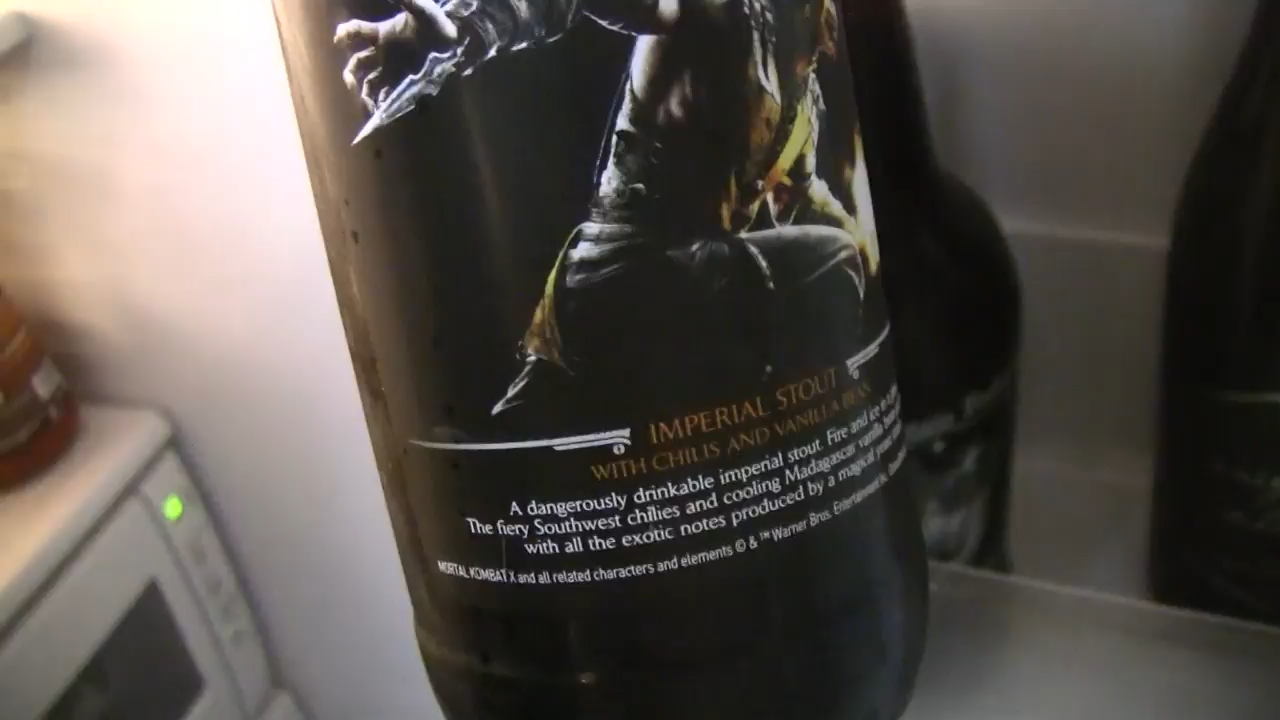 IMPERIAL STOUT
WITH CHILIS AND VANILLA BEAN
A dangerously drinkable imperial stout. Fire and ice in a
The fiery Southwest chilies and cooling Madagascar vanilla
with all the exotic notes produced by a magical yeast
MORTAL KOMBAT X and all related characters and elements © & ™ Warner Bros. Entertainment